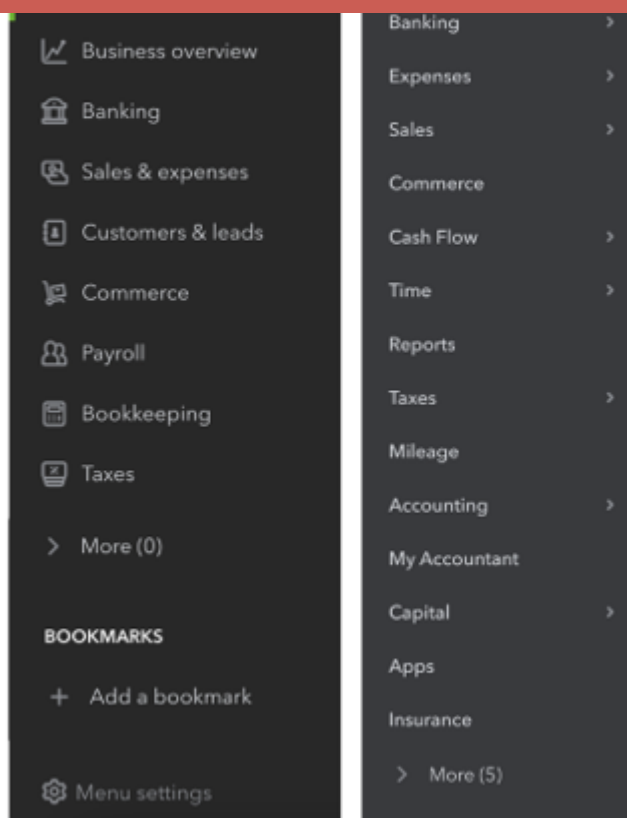 Business overview
Banking
Sales & expenses
Customers & leads
Commerce
Payroll
Bookkeeping
Taxes
More (0)
BOOKMARKS
Add a bookmark
Menu settings
Banking
Expenses
Sales
Commerce
Cash Flow
Time
Reports
Taxes
Mileage
Accounting
My Accountant
Capital
Apps
Insurance
More (5)